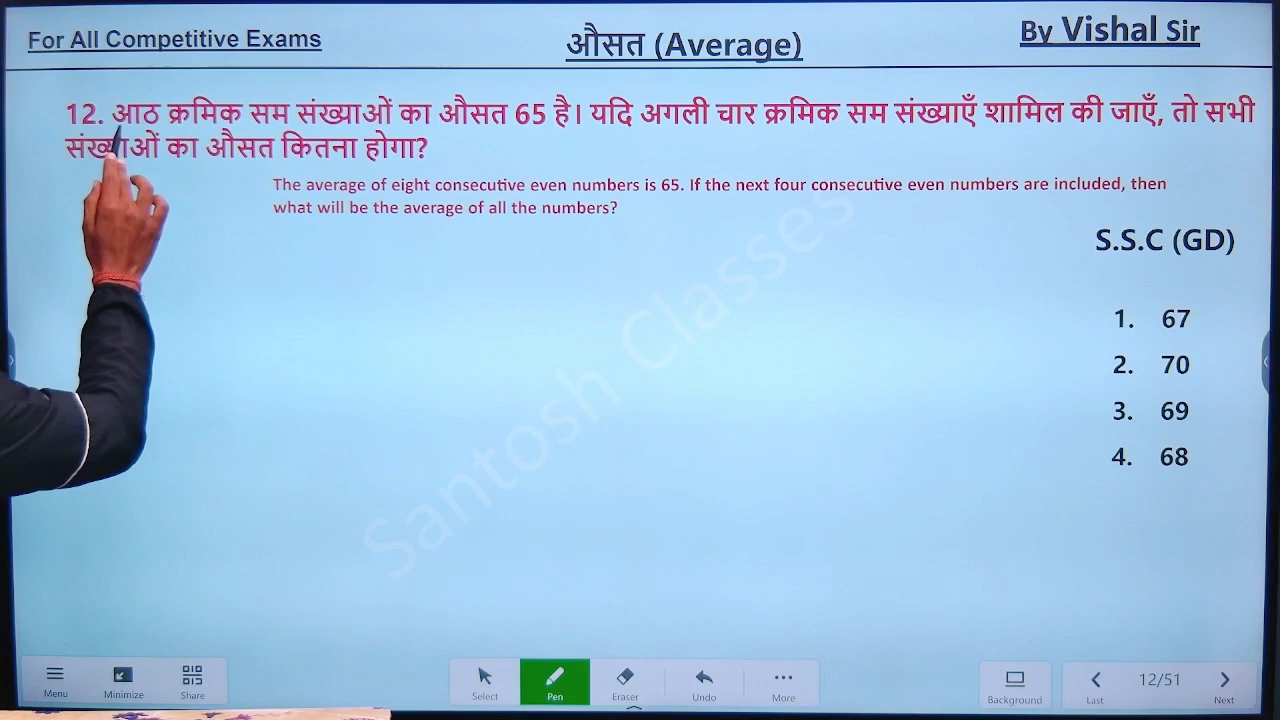 For All Competitive Exams
औसत (Average)
By Vishal Sir
12. आठ क्रमिक सम संख्याओं का औसत 65 है। यदि अगली चार क्रमिक सम संख्याएँ शामिल की जाएँ, तो सभी
संख्याओं का औसत कितना होगा?
The average of eight consecutive even numbers is 65. If the next four consecutive even numbers are included, then
what will be the average of all the numbers?
S.S.C (GD)
1. 67
2. 70
3. 69
4. 68
Santosh Classes
Menu
Minimize
Share
Select
Pen
Eraser
Undo
More
Background
Last
12/51
Next